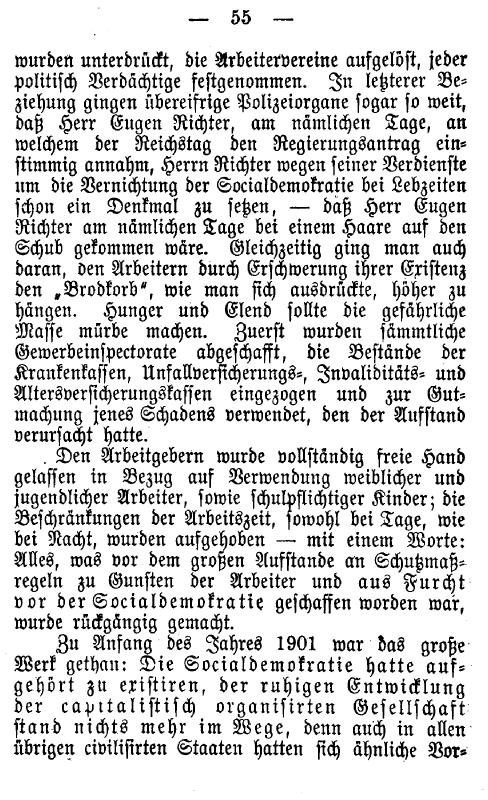 — 55 —
wurden unterdrückt, die Arbeitervereine aufgelöst, jeder
politisch Verdächtige festgenommen. In letzterer Be-
ziehung gingen übereifrige Polizeiorgane sogar so weit,
daß Herr Eugen Richter, am nämlichen Tage, an
welchem der Reichstag den Regierungsantrag ein-
stimmig annahm, Herrn Richter wegen seiner Verdienste
um die Vernichtung der Socialdemokratie bei Lebzeiten
schon ein Denkmal zu setzen, — daß Herr Eugen
Richter am nämlichen Tage bei einem Haare auf den
Schub gekommen wäre. Gleichzeitig ging man auch
daran, den Arbeitern durch Erschwerung ihrer Existenz
den „Brodkorb“, wie man sich ausdrückte, höher zu
hängen. Hunger und Elend sollte die gefährliche
Masse mürbe machen. Zuerst wurden sämmtliche
Gewerbeinspectorate abgeschafft, die Bestände der
Krankenkassen, Unfallversicherungs-, Invaliditäts- und
Altersversicherungskassen eingezogen und zur Gut-
machung jenes Schadens verwendet, den der Aufstand
verursacht hatte.
Den Arbeitgebern wurde vollständig freie Hand
gelassen in Bezug auf Verwendung weiblicher und
jugendlicher Arbeiter, sowie schulpflichtiger Kinder; die
Beschränkungen der Arbeitszeit, sowohl bei Tage, wie
bei Nacht, wurden aufgehoben — mit einem Worte:
Alles, was vor dem großen Aufstande an Schutzmaß-
regeln zu Gunsten der Arbeiter und aus Furcht
vor der Socialdemokratie geschaffen worden war,
wurde rückgängig gemacht.
Zu Anfang des Jahres 1901 war das große
Werk gethan: Die Socialdemokratie hatte auf-
gehört zu existiren, der ruhigen Entwicklung
der capitalistisch organisirten Gesellschaft
stand nichts mehr im Wege, denn auch in allen
übrigen civilisirten Staaten hatten sich ähnliche Vor-